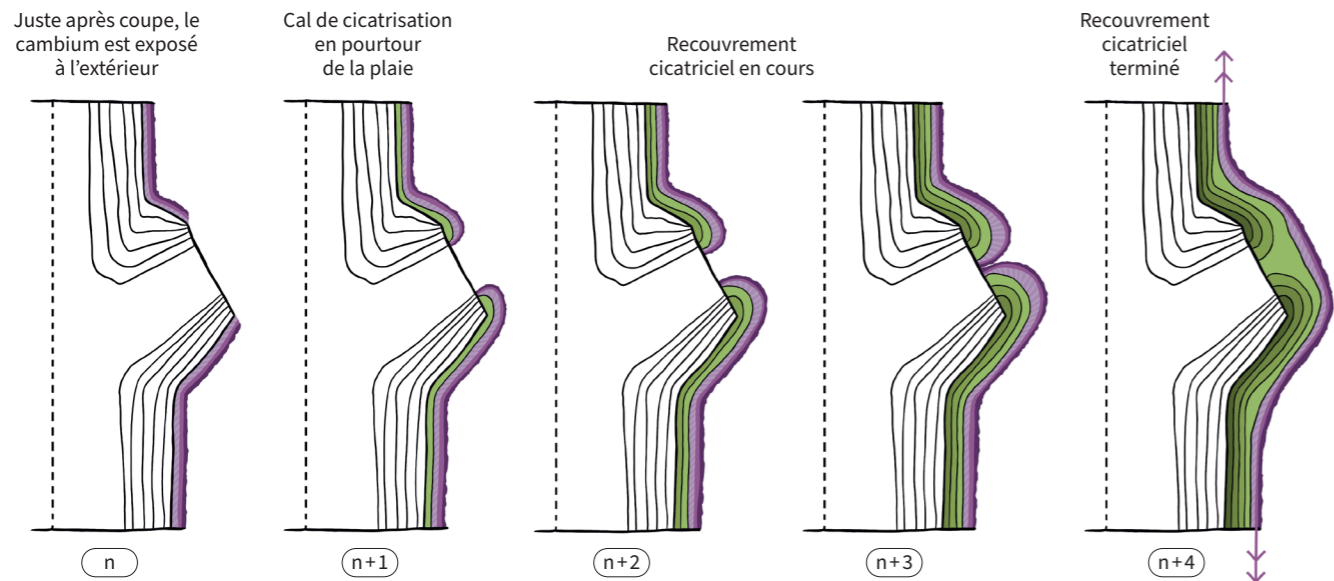 Juste après coupe, le
cambium est exposé
à l'extérieur
Cal de cicatrisation
en pourtour
de la plaie
Recouvrement
cicatriciel en cours
Recouvrement
cicatriciel
terminé
n
n+1
n+2
n+3
n+4